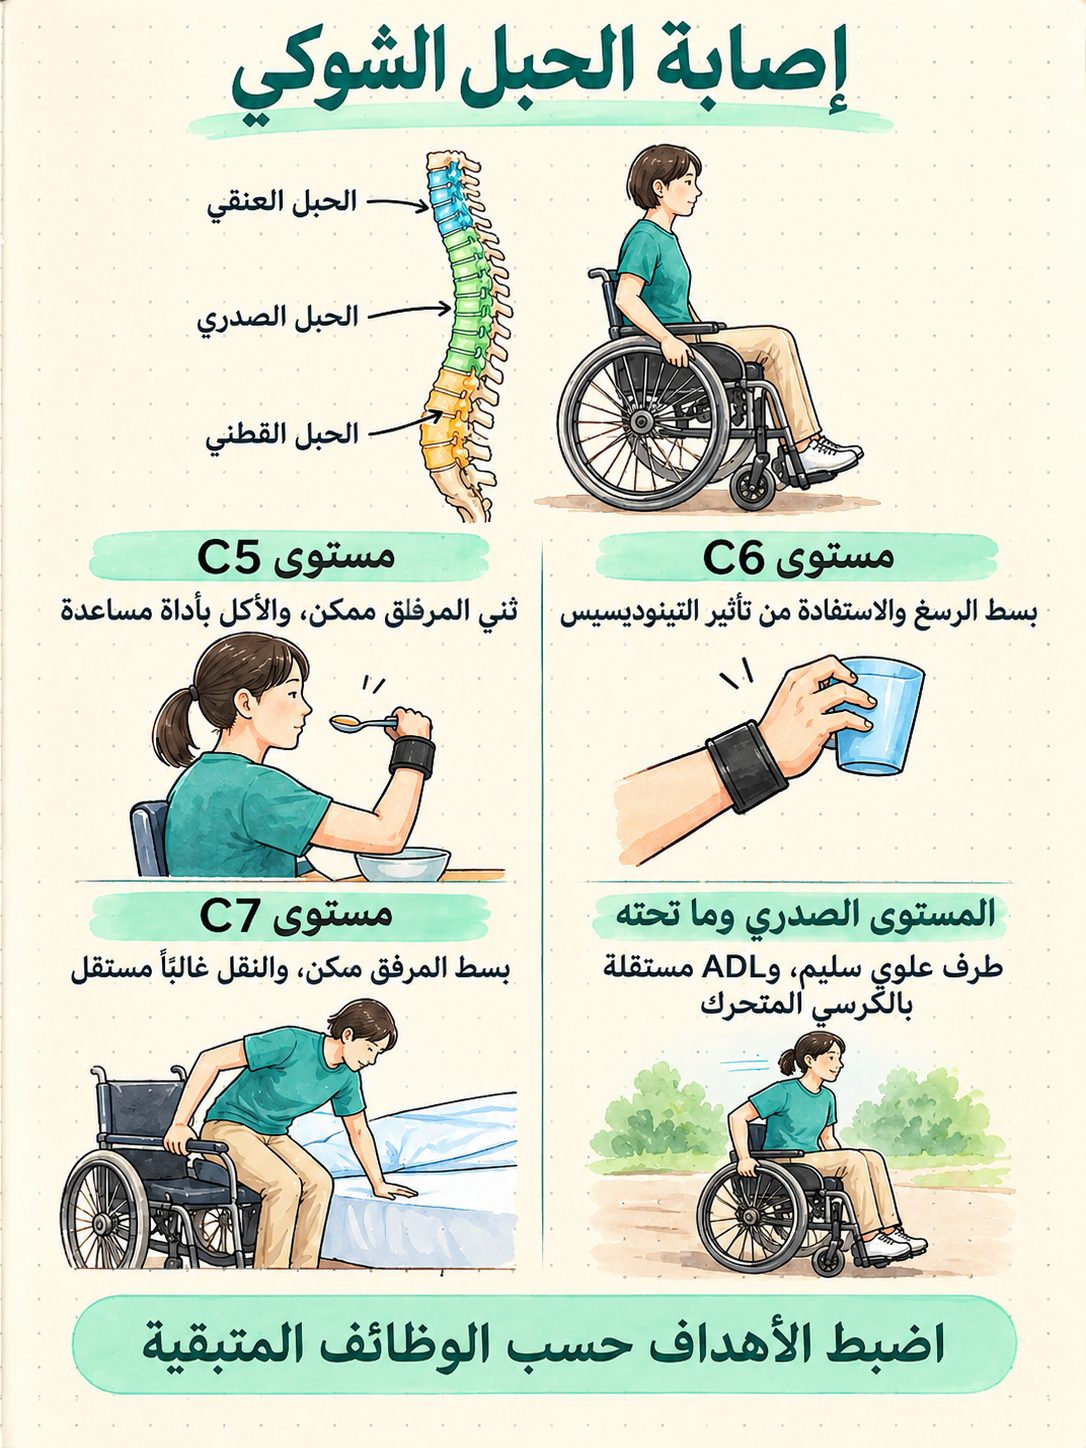 إصابة الحبل الشوكي
الحبل العنقي
الحبل الصدري
الحبل القطني
مستوى C5
ثني المرفلق ممكن، والأكل بأداة مساعدة
مستوى C6
بسط الرسغ والاستفادة من تأثير التينوديسيس
مستوى C7
بسط المرفق مىكن، والنقل غالبًاً مستقل
المستوى الصدري وما تحته
طرف علوي سليم، وADL مستقلة
بالكرسي المتحرك
اضبط الأهداف حسب الوظائف المتبقية